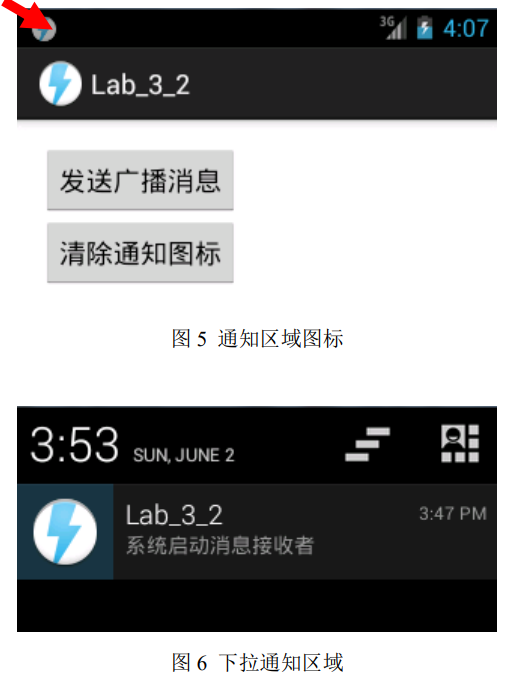 3G 4:07
Lab_3_2
发送广播消息
清除通知图标
图 5 通知区域图标
3:53 SUN, JUNE 2
Lab_3_2 3:47 PM
系统启动消息接收者
图 6 下拉通知区域